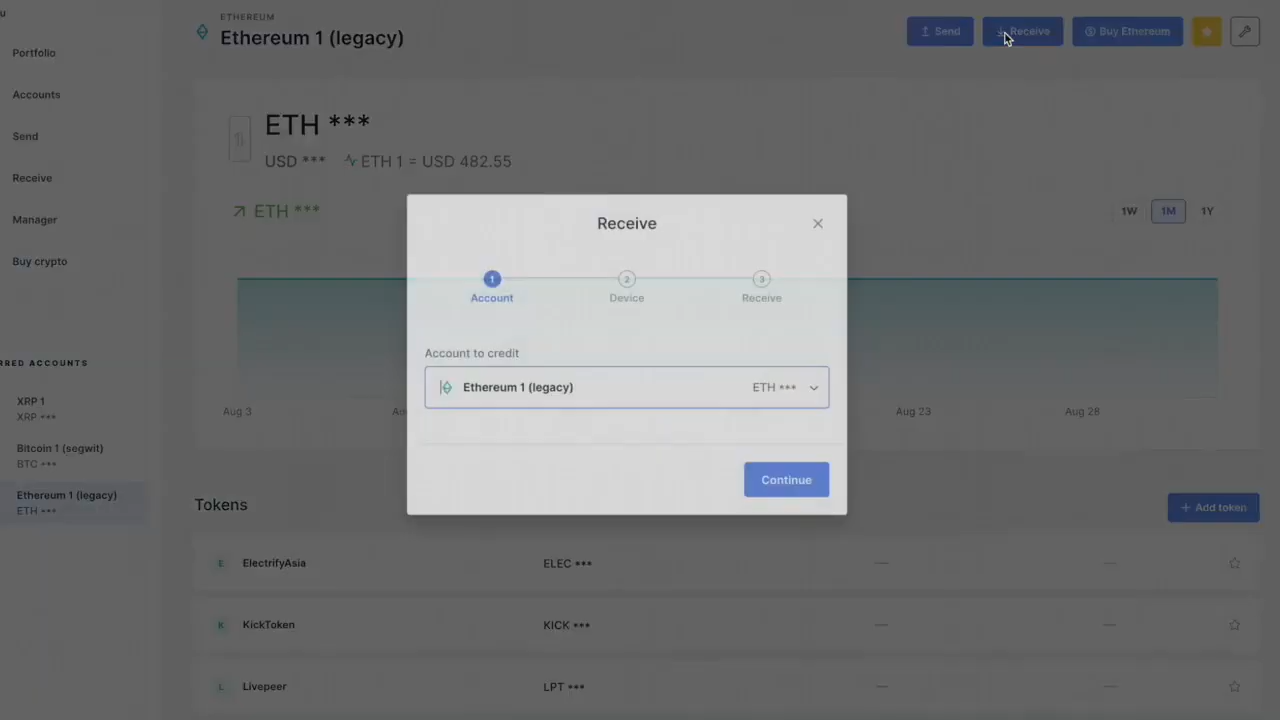 u
ETHEREUM
Ethereum 1 (legacy)
Send
Receive
Buy Ethereum
Portfolio
Accounts
Send
Receive
Manager
Buy crypto
RRED ACCOUNTS
XRP 1
XRP ***
Bitcoin 1 (segwit)
BTC ***
Ethereum 1 (legacy)
ETH ***
ETH ***
USD *** ETH 1 = USD 482.55
ETH ***
1W 1M 1Y
Receive
1 2 3
Account Device Receive
Account to credit
Ethereum 1 (legacy) ETH ***
Continue
Aug 3 Au Aug 23 Aug 28
Tokens
+ Add token
E ElectrifyAsia ELEC *** — —
K KickToken KICK *** — —
L Livepeer LPT *** — —